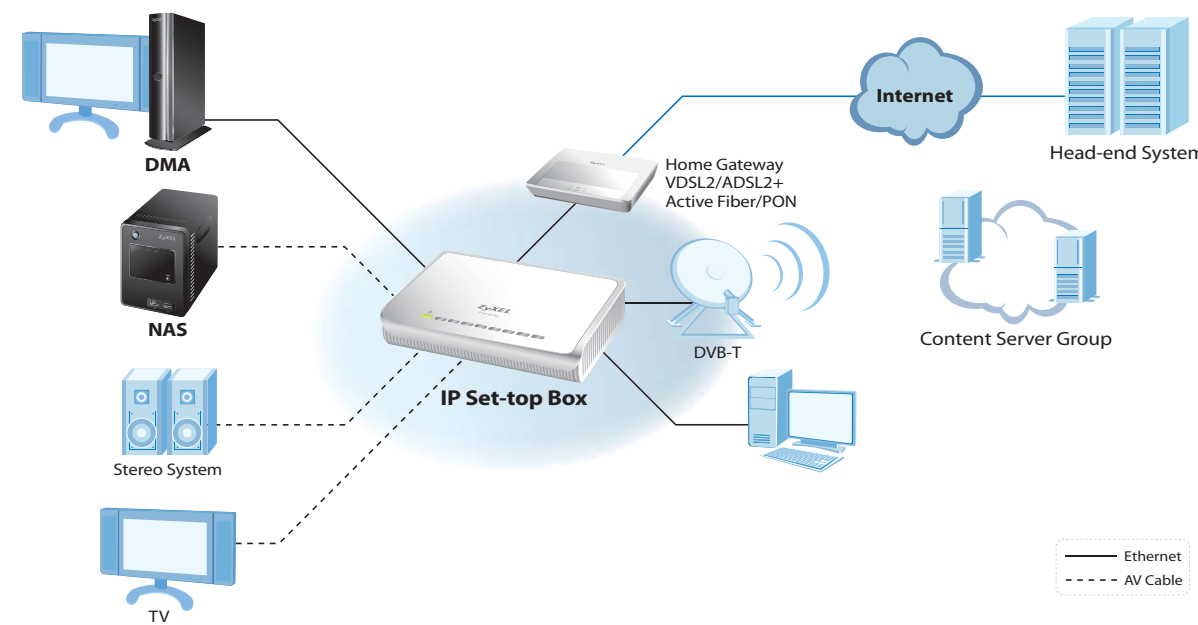 DMA
ZyXEL
NAS
Stereo System
TV
ZyXEL
IP Set-top Box
Home Gateway
VDSL2/ADSL2+
Active Fiber/PON
DVB-T
Internet
Head-end System
Content Server Group
Ethernet
AV Cable